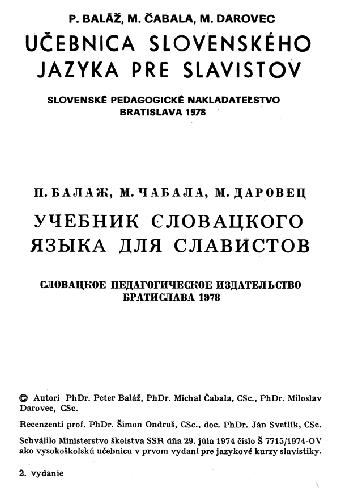 P. BALÁŽ, M. ČABALA, M. DAROVEC
UČEBNICA SLOVENSKÉHO
JAZYKA PRE SLAVISTOV
SLOVENSKÉ PEDAGOGICKÉ NAKLADATEĽSTVO
BRATISLAVA 1978
П. БАЛАЖ, М. ЧАБАЛА, М. ДАРОВЕЦ
УЧЕБНИК СЛОВАЦКОГО
ЯЗЫКА ДЛЯ СЛАВИСТОВ
СЛОВАЦКОЕ ПЕДАГОГИЧЕСКОЕ ИЗДАТЕЛЬСТВО
БРАТИСЛАВА 1978
© Autori PhDr. Peter Baláž, PhDr. Michal Čabala, CSc., PhDr. Miloslav
Darovec, CSc.
Recenzenti prof. PhDr. Šimon Ondruš, CSc., doc. PhDr. Ján Svetlík, CSc.
Schválilo Ministerstvo školstva SSR dňa 29. júla 1974 číslo Š 7715/1974-OV
ako vysokoškolskú učebnicu v prvom vydaní pre jazykové kurzy slavistiky.
2. vydanie